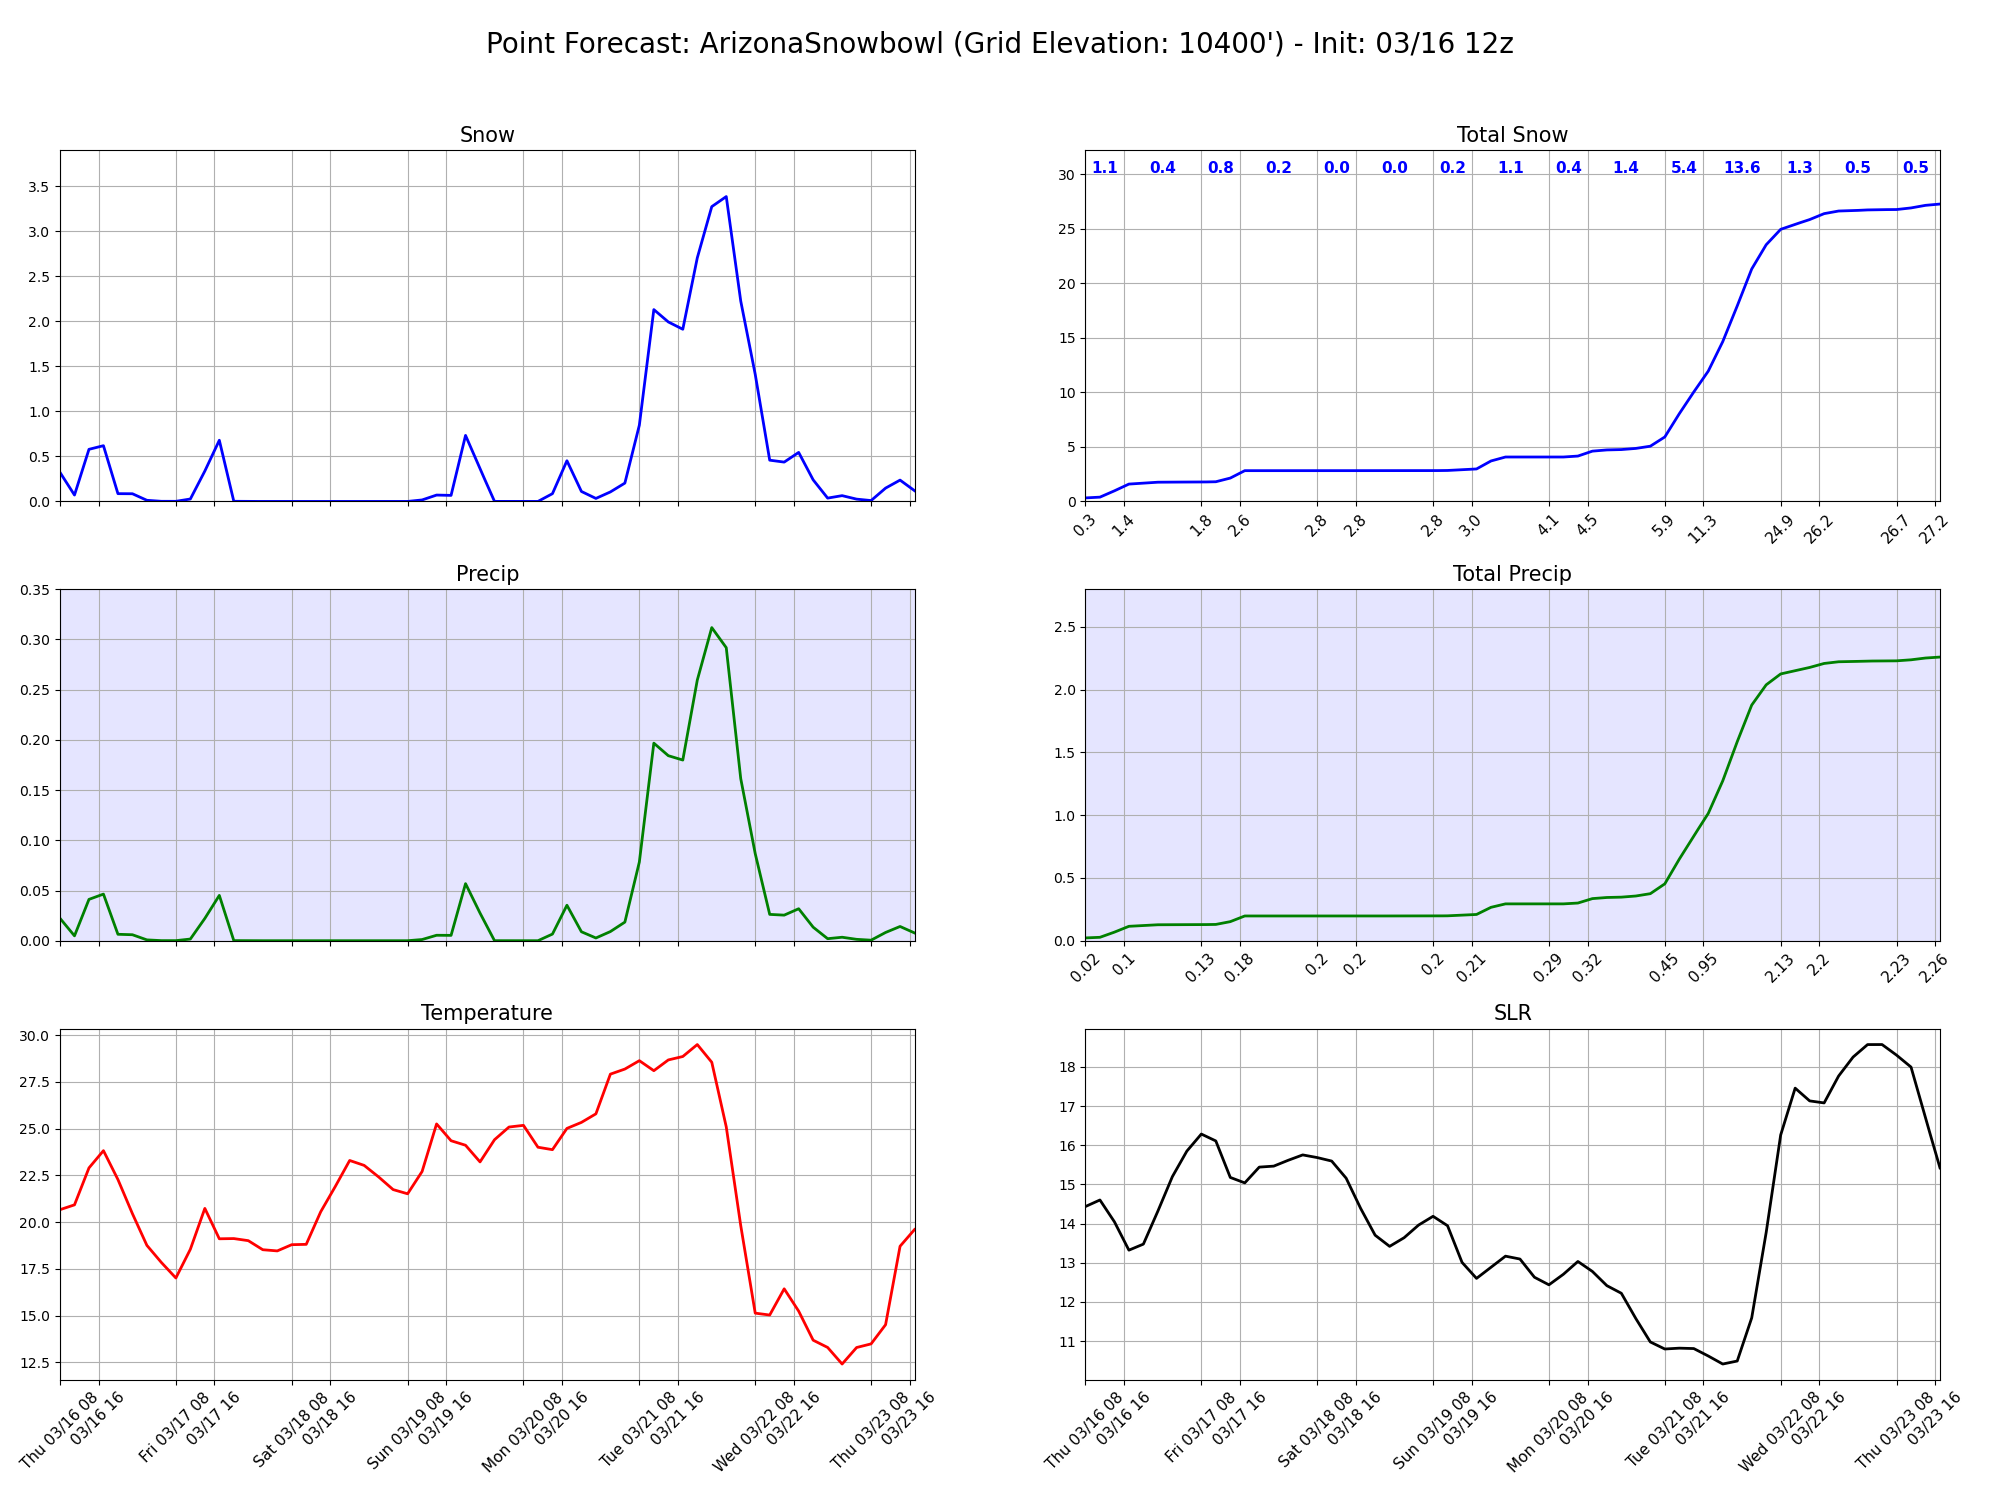 Point Forecast: ArizonaSnowbowl (Grid Elevation: 10400') - Init: 03/16 12z
Snow
3.5
3.0
2.5
2.0
1.5
1.0
0.5
0.0
Total Snow
1.1 0.4 0.8 0.2 0.0 0.0 0.2 1.1 0.4 1.4 5.4 13.6 1.3 0.5 0.5
30
25
20
15
10
5
0
0.3 1.4 1.8 2.6 2.8 2.8 2.8 3.0 4.1 4.5 5.9 11.3 24.9 26.2 26.7 27.2
Precip
0.35
0.30
0.25
0.20
0.15
0.10
0.05
0.00
Total Precip
2.5
2.0
1.5
1.0
0.5
0.0
0.02 0.1 0.13 0.18 0.2 0.2 0.2 0.21 0.29 0.32 0.45 0.95 2.13 2.2 2.23 2.26
Temperature
30.0
27.5
25.0
22.5
20.0
17.5
15.0
12.5
Thu 03/16 08
03/16 16
Fri 03/17 08
03/17 16
Sat 03/18 08
03/18 16
Sun 03/19 08
03/19 16
Mon 03/20 08
03/20 16
Tue 03/21 08
03/21 16
Wed 03/22 08
03/22 16
Thu 03/23 08
03/23 16
SLR
18
17
16
15
14
13
12
11
Thu 03/16 08
03/16 16
Fri 03/17 08
03/17 16
Sat 03/18 08
03/18 16
Sun 03/19 08
03/19 16
Mon 03/20 08
03/20 16
Tue 03/21 08
03/21 16
Wed 03/22 08
03/22 16
Thu 03/23 08
03/23 16